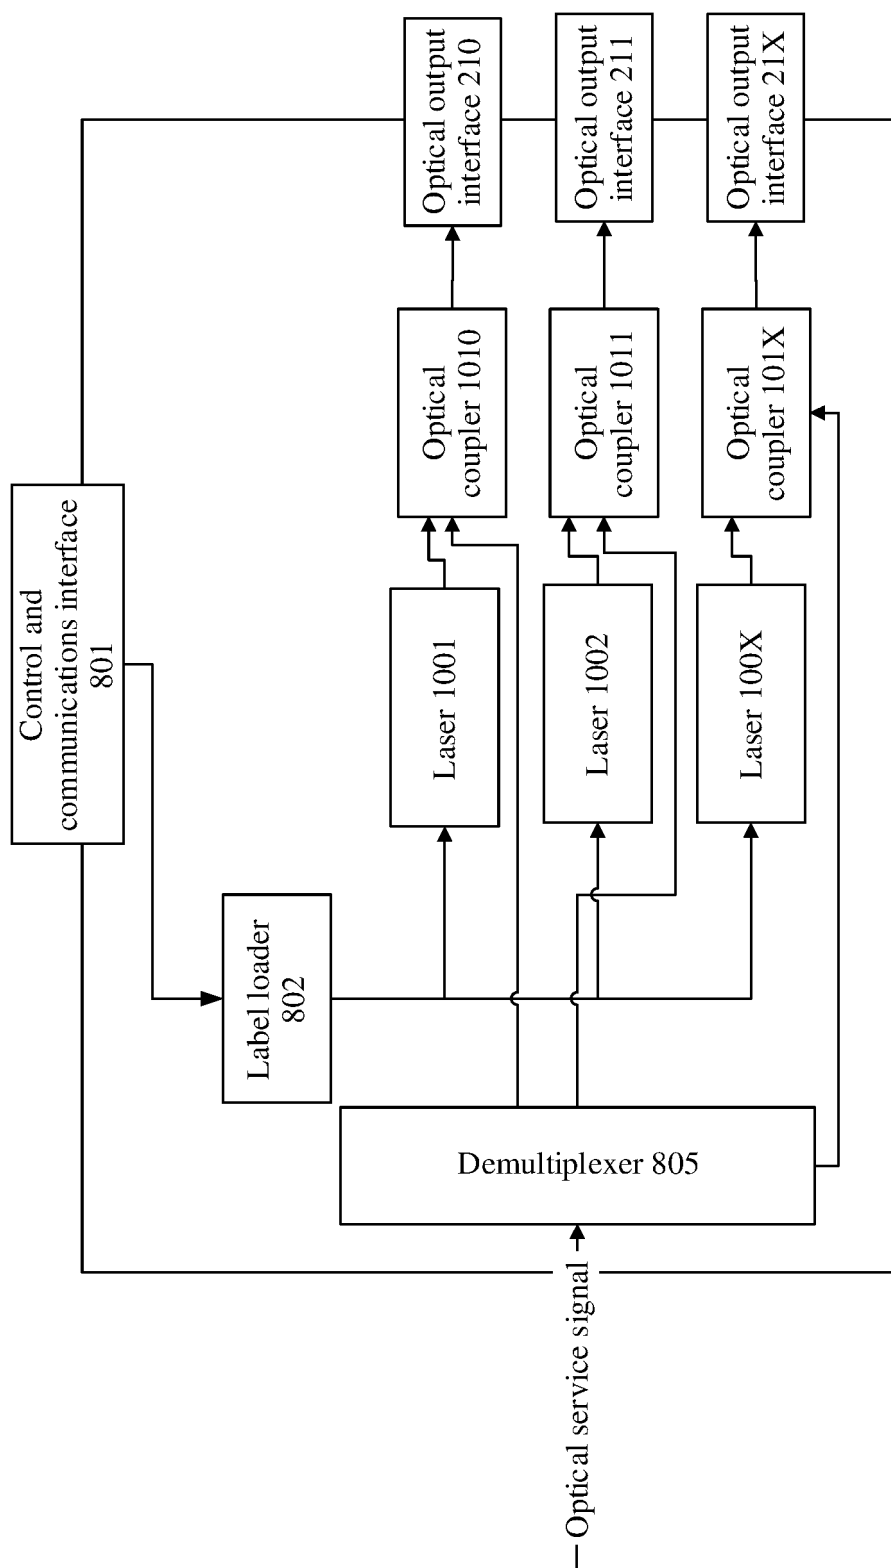 Control and
communications interface
801
Label loader
802
Optical service signal
Demultiplexer 805
Laser 1001
Optical
coupler 1010
Optical output
interface 210
Laser 1002
Optical
coupler 1011
Optical output
interface 211
Laser 100X
Optical
coupler 101X
Optical output
interface 21X